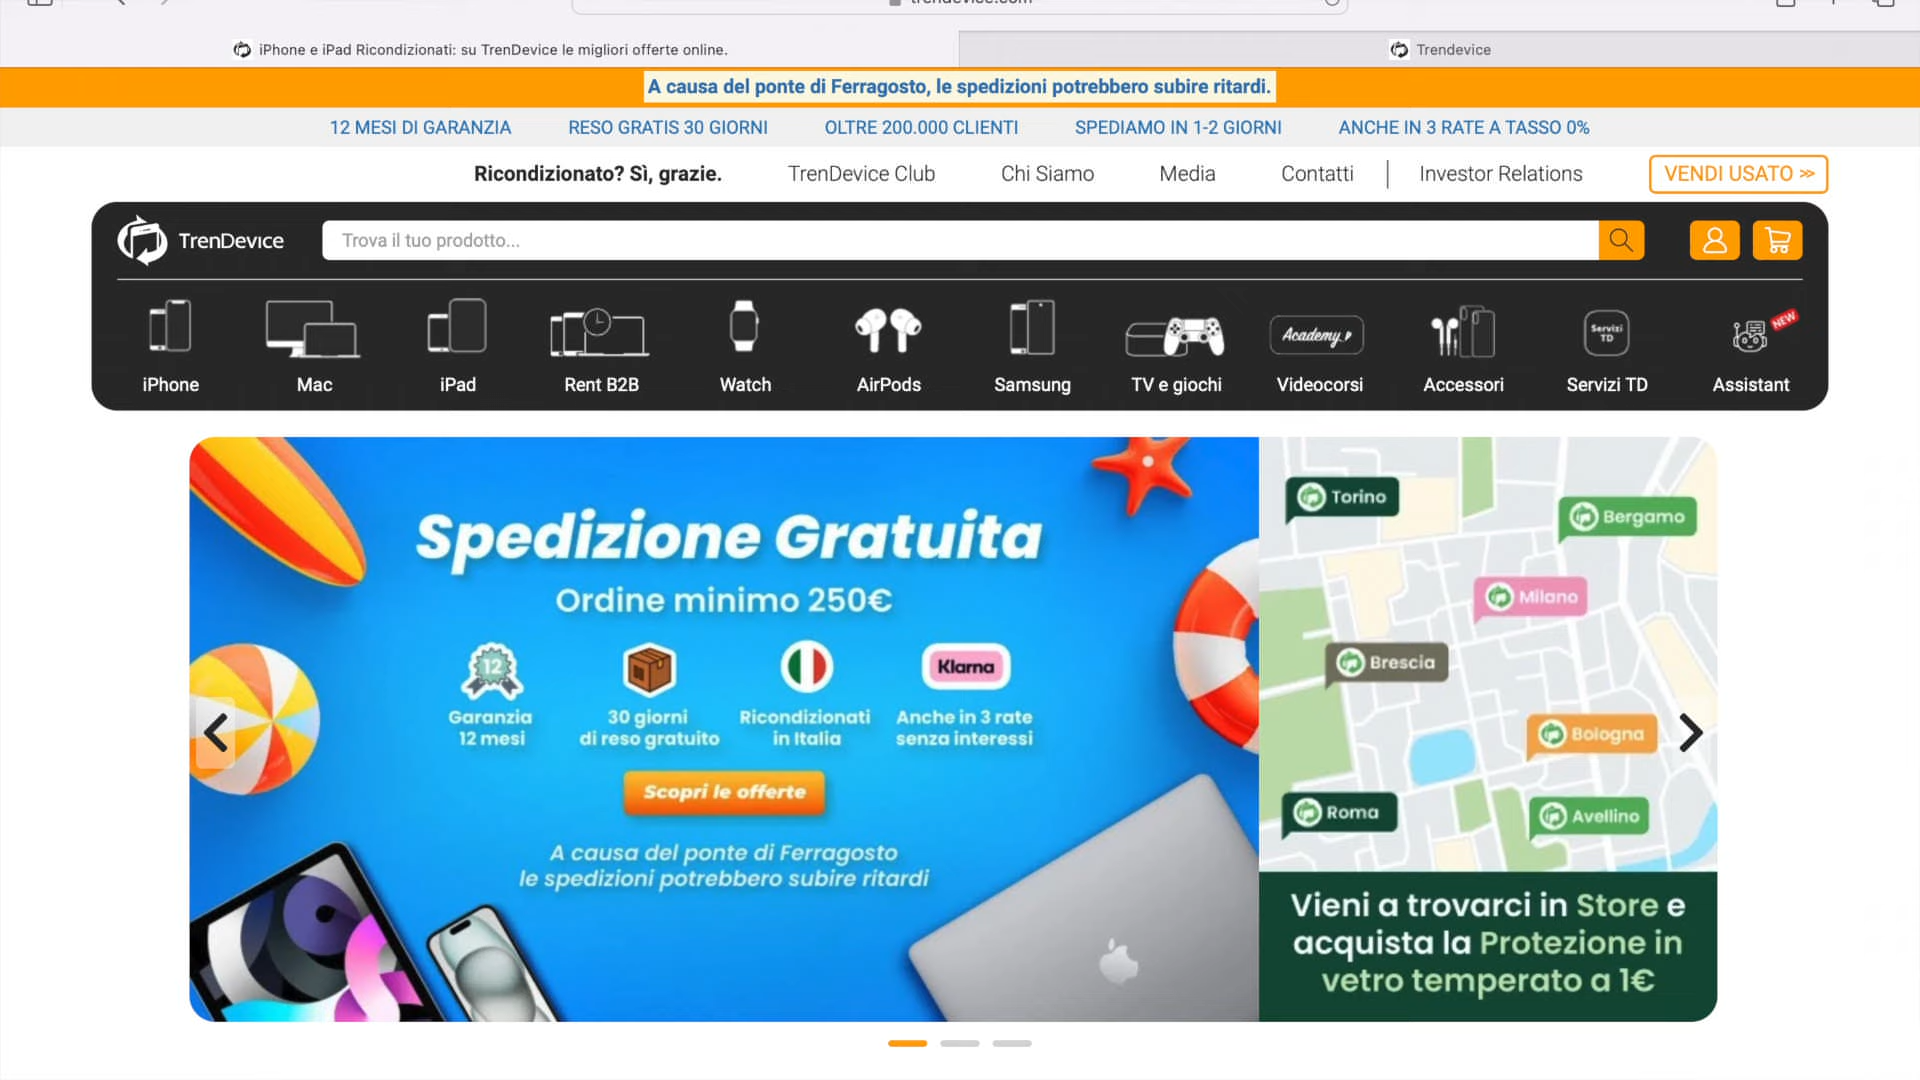 iPhone e iPad Ricondizionati: su TrenDevice le migliori offerte online.
Trendevice
A causa del ponte di Ferragosto, le spedizioni potrebbero subire ritardi.
12 MESI DI GARANZIA
RESO GRATIS 30 GIORNI
OLTRE 200.000 CLIENTI
SPEDIAMO IN 1-2 GIORNI
ANCHE IN 3 RATE A TASSO 0%
Ricondizionato? Sì, grazie.
TrenDevice Club
Chi Siamo
Media
Contatti
Investor Relations
VENDI USATO >>
TrenDevice
Trova il tuo prodotto...
Academy
Servizi
TD
NEW
iPhone
Mac
iPad
Rent B2B
Watch
AirPods
Samsung
TV e giochi
Videocorsi
Accessori
Servizi TD
Assistant
Spedizione Gratuita
Ordine minimo 250€
12
Klarna
Garanzia
12 mesi
30 giorni
di reso gratuito
Ricondizionati
in Italia
Anche in 3 rate
senza interessi
Scopri le offerte
A causa del ponte di Ferragosto
le spedizioni potrebbero subire ritardi
Torino
Bergamo
Milano
Brescia
Bologna
Roma
Avellino
Vieni a trovarci in Store e
acquista la Protezione in
vetro temperato a 1€